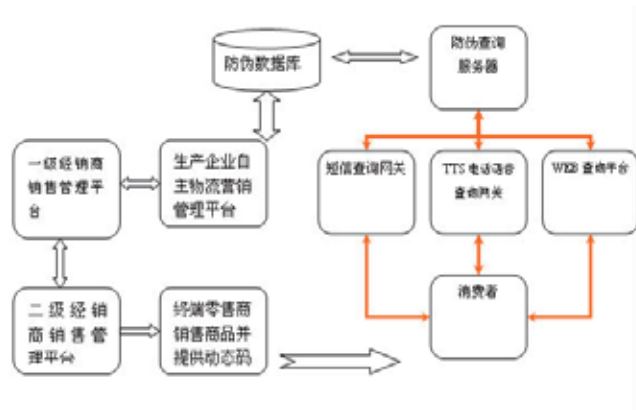 防伪数据库
防伪查询
服务器
一级经销商
销售管理平
台
生产企业自
主物流营销
管理平台
短信查询网关
TTS 电话语音
查询网关
WEB 查询平台
二级经销
商销售管
理平台
终端零售商
销售商品并
提供动态码
消费者